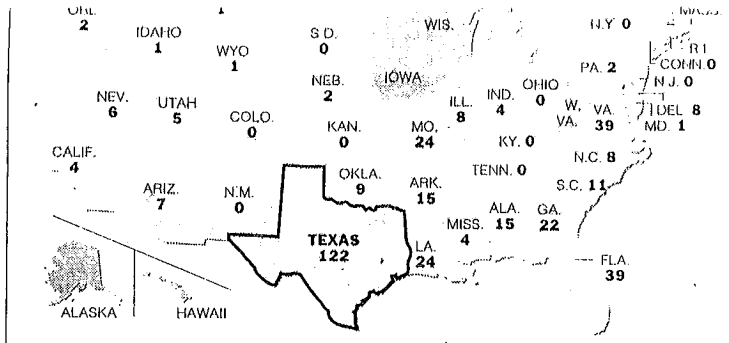 ORE.
2
IDAHO
1
1
WYO
1
S.D.
0
WIS.
N.Y. 0
MASS.
R I
CONN. 0
N J. 0
PA. 2
NEB.
2
IOWA
ILL.
8
IND.
4
OHIO
0
W.
VA.
VA.
39
DEL 8
MD. 1
NEV.
6
UTAH
5
COLO.
0
KAN.
0
MO.
24
KY. 0
CALIF.
4
ARIZ.
7
N.M.
0
OKLA.
9
ARK.
15
TENN. 0
N.C. 8
S.C. 11
TEXAS
122
LA.
24
MISS.
4
ALA.
15
GA.
22
FLA.
39
ALASKA
HAWAII